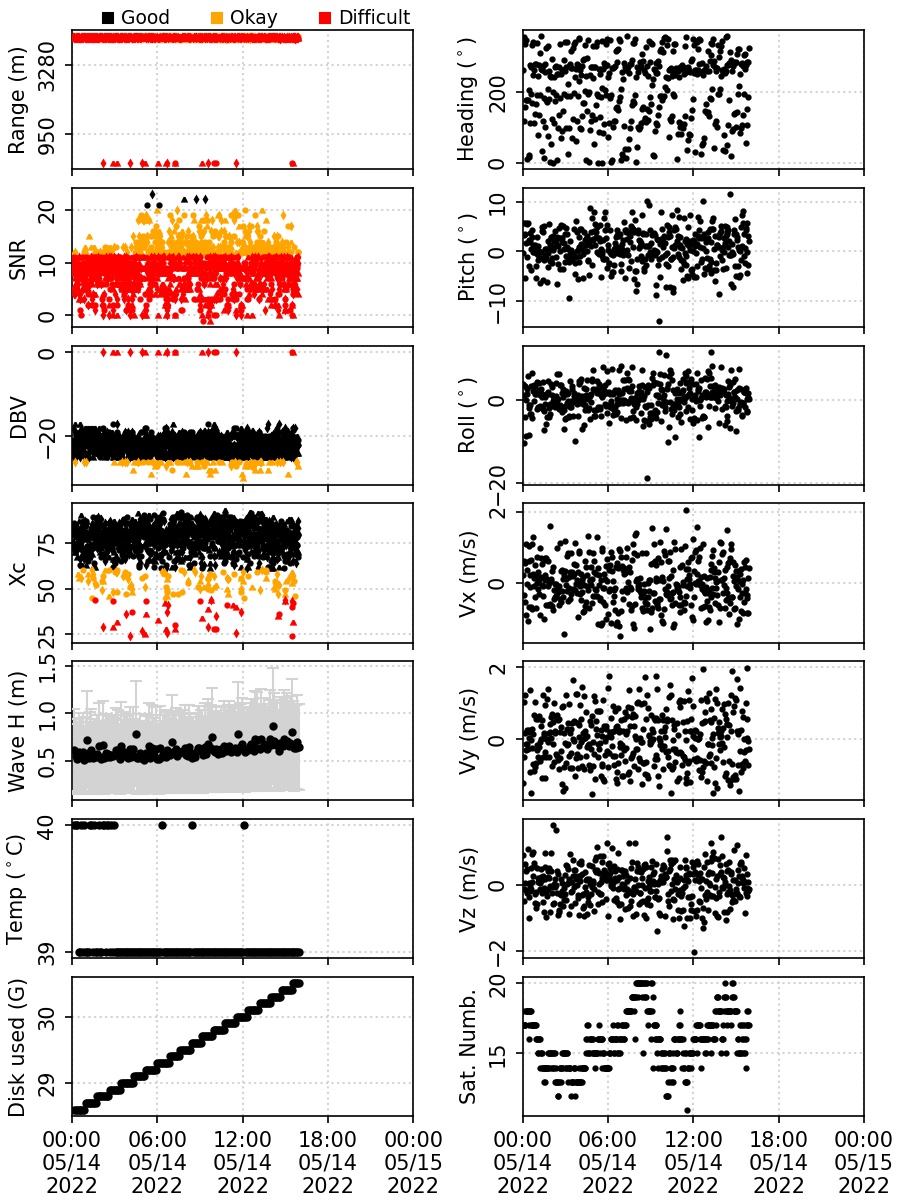 Good Okay Difficult
Range (m)
3280
950
Heading (°)
200
0
SNR
20
10
0
Pitch (°)
10
0
−10
DBV
0
−20
Roll (°)
0
−20
Xc
75
50
25
Vx (m/s)
2
0
Wave H (m)
1.5
1.0
0.5
Vy (m/s)
2
0
Temp (°C)
40
39
Vz (m/s)
0
−2
Disk used (G)
30
29
Sat. Numb.
20
15
00:00 06:00 12:00 18:00 00:00 00:00 06:00 12:00 18:00 00:00
05/14 05/14 05/14 05/14 05/15 05/14 05/14 05/14 05/14 05/15
2022 2022 2022 2022 2022 2022 2022 2022 2022 2022